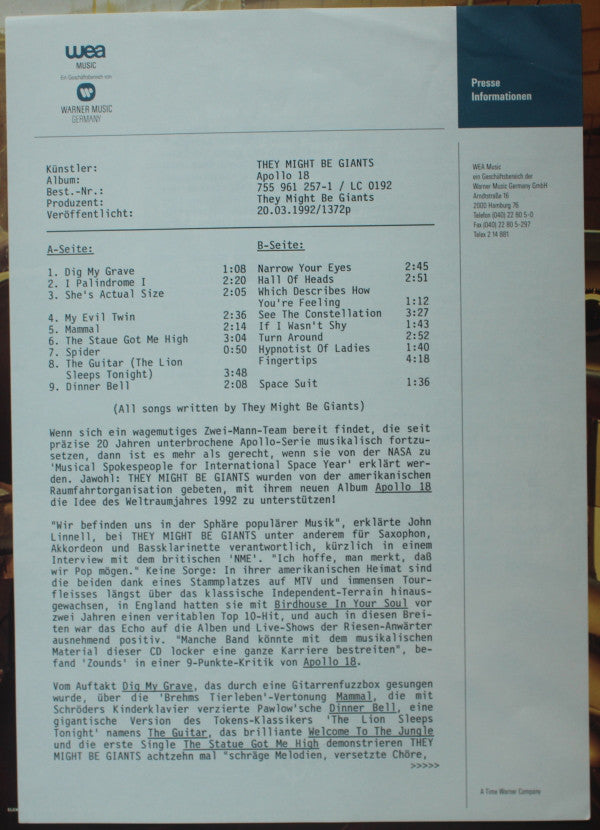 wea
MUSIC
Ein Geschäftsbereich von
WARNER MUSIC
GERMANY
Presse
Informationen
WEA Music
ein Geschäftsbereich der
Warner Music Germany GmbH
Arndtstraße 16
2000 Hamburg 76
Telefon (040) 22 80 5-0
Fax (040) 22 80 5-297
Telex 2 14 881
Künstler: THEY MIGHT BE GIANTS
Album: Apollo 18
Best.-Nr.: 755 961 257-1 / LC 0192
Produzent: They Might Be Giants
Veröffentlicht: 20.03.1992/1372p
A-Seite: B-Seite:
1. Dig My Grave 1:08 Narrow Your Eyes 2:45
2. I Palindrome I 2:20 Hall Of Heads 2:51
3. She's Actual Size 2:05 Which Describes How
You're Feeling 1:12
4. My Evil Twin 2:36 See The Constellation 3:27
5. Mammal 2:14 If I Wasn't Shy 1:43
6. The Staue Got Me High 3:04 Turn Around 2:52
7. Spider 0:50 Hypnotist Of Ladies 1:40
8. The Guitar (The Lion Fingertips 4:18
Sleeps Tonight) 3:48
9. Dinner Bell 2:08 Space Suit 1:36
(All songs written by They Might Be Giants)
Wenn sich ein wagemutiges Zwei-Mann-Team bereit findet, die seit
präzise 20 Jahren unterbrochene Apollo-Serie musikalisch fortzu-
setzen, dann ist es mehr als gerecht, wenn sie von der NASA zu
'Musical Spokespeople for International Space Year' erklärt wer-
den. Jawohl: THEY MIGHT BE GIANTS wurden von der amerikanischen
Raumfahrtorganisation gebeten, mit ihrem neuen Album Apollo 18
die Idee des Weltraumjahres 1992 zu unterstützen!
"Wir befinden uns in der Sphäre populärer Musik", erklärte John
Linnell, bei THEY MIGHT BE GIANTS unter anderem für Saxophon,
Akkordeon und Bassklarinette verantwortlich, kürzlich in einem
Interview mit dem britischen 'NME'. "Ich hoffe, man merkt, daß
wir Pop mögen." Keine Sorge: In ihrer amerikanischen Heimat sind
die beiden dank eines Stammplatzes auf MTV und immensen Tour-
fleisses längst über das klassische Independent-Terrain hinaus-
gewachsen, in England hatten sie mit Birdhouse In Your Soul vor
zwei Jahren einen veritablen Top 10-Hit, und auch in diesen Brei-
ten war das Echo auf die Alben und Live-Shows der Riesen-Anwärter
ausnehmend positiv. "Manche Band könnte mit dem musikalischen
Material dieser CD locker eine ganze Karriere bestreiten", be-
fand 'Zounds' in einer 9-Punkte-Kritik von Apollo 18.
Vom Auftakt Dig My Grave, das durch eine Gitarrenfuzzbox gesungen
wurde, über die 'Brehms Tierleben'-Vertonung Mammal, die mit
Schröders Kinderklavier verzierte Pawlow'sche Dinner Bell, eine
gigantische Version des Tokens-Klassikers 'The Lion Sleeps
Tonight' namens The Guitar, das brilliante Welcome To The Jungle
und die erste Single The Statue Got Me High demonstrieren THEY
MIGHT BE GIANTS achtzehn mal "schräge Melodien, versetzte Chöre,
>>>>>
A Time Warner Company